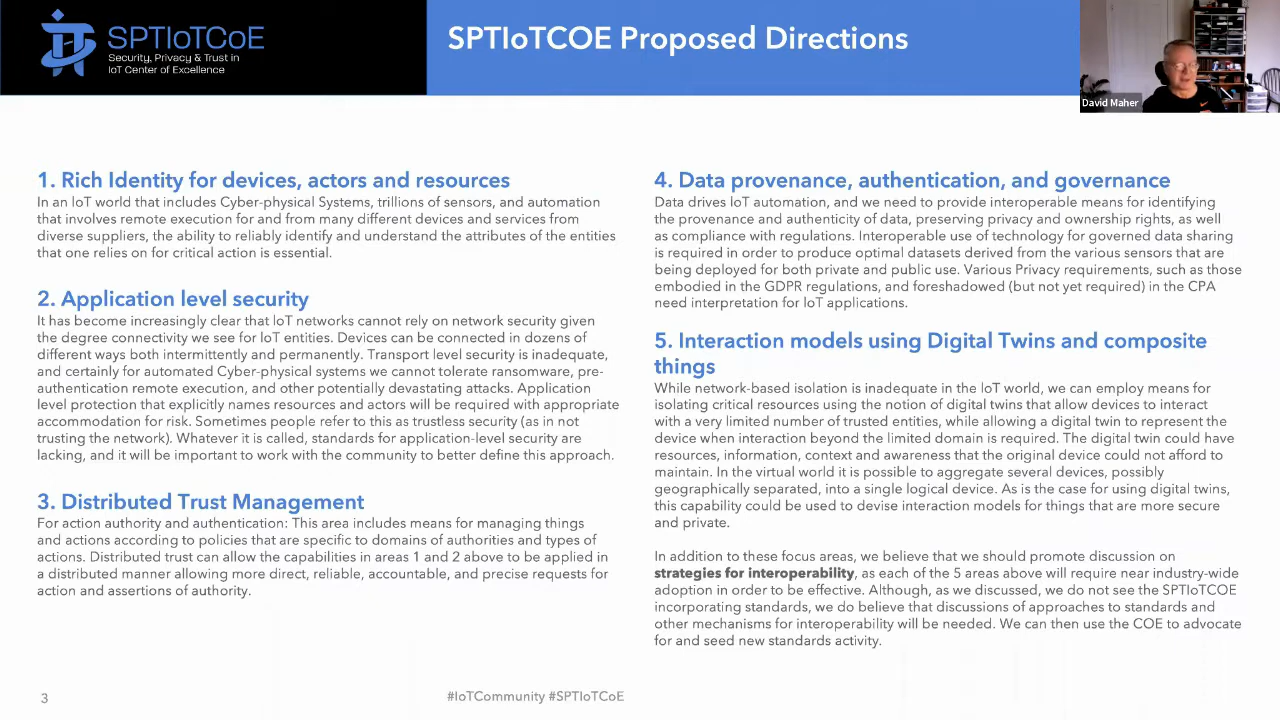 SPTIoTCoE
Security, Privacy & Trust in
IoT Center of Excellence
SPTIoTCOE Proposed Directions
David Maher
1. Rich Identity for devices, actors and resources
In an IoT world that includes Cyber-physical Systems, trillions of sensors, and automation
that involves remote execution for and from many different devices and services from
diverse suppliers, the ability to reliably identify and understand the attributes of the entities
that one relies on for critical action is essential.
2. Application level security
It has become increasingly clear that IoT networks cannot rely on network security given
the degree connectivity we see for IoT entities. Devices can be connected in dozens of
different ways both intermittently and permanently. Transport level security is inadequate,
and certainly for automated Cyber-physical systems we cannot tolerate ransomware, pre-
authentication remote execution, and other potentially devastating attacks. Application
level protection that explicitly names resources and actors will be required with appropriate
accommodation for risk. Sometimes people refer to this as trustless security (as in not
trusting the network). Whatever it is called, standards for application-level security are
lacking, and it will be important to work with the community to better define this approach.
3. Distributed Trust Management
For action authority and authentication: This area includes means for managing things
and actions according to policies that are specific to domains of authorities and types of
actions. Distributed trust can allow the capabilities in areas 1 and 2 above to be applied in
a distributed manner allowing more direct, reliable, accountable, and precise requests for
action and assertions of authority.
4. Data provenance, authentication, and governance
Data drives IoT automation, and we need to provide interoperable means for identifying
the provenance and authenticity of data, preserving privacy and ownership rights, as well
as compliance with regulations. Interoperable use of technology for governed data sharing
is required in order to produce optimal datasets derived from the various sensors that are
being deployed for both private and public use. Various Privacy requirements, such as those
embodied in the GDPR regulations, and foreshadowed (but not yet required) in the CPA
need interpretation for IoT applications.
5. Interaction models using Digital Twins and composite
things
While network-based isolation is inadequate in the IoT world, we can employ means for
isolating critical resources using the notion of digital twins that allow devices to interact
with a very limited number of trusted entities, while allowing a digital twin to represent the
device when interaction beyond the limited domain is required. The digital twin could have
resources, information, context and awareness that the original device could not afford to
maintain. In the virtual world it is possible to aggregate several devices, possibly
geographically separated, into a single logical device. As is the case for using digital twins,
this capability could be used to devise interaction models for things that are more secure
and private.
In addition to these focus areas, we believe that we should promote discussion on
strategies for interoperability, as each of the 5 areas above will require near industry-wide
adoption in order to be effective. Although, as we discussed, we do not see the SPTIoTCOE
incorporating standards, we do believe that discussions of approaches to standards and
other mechanisms for interoperability will be needed. We can then use the COE to advocate
for and seed new standards activity.
3
#IoTCommunity #SPTIoTCoE